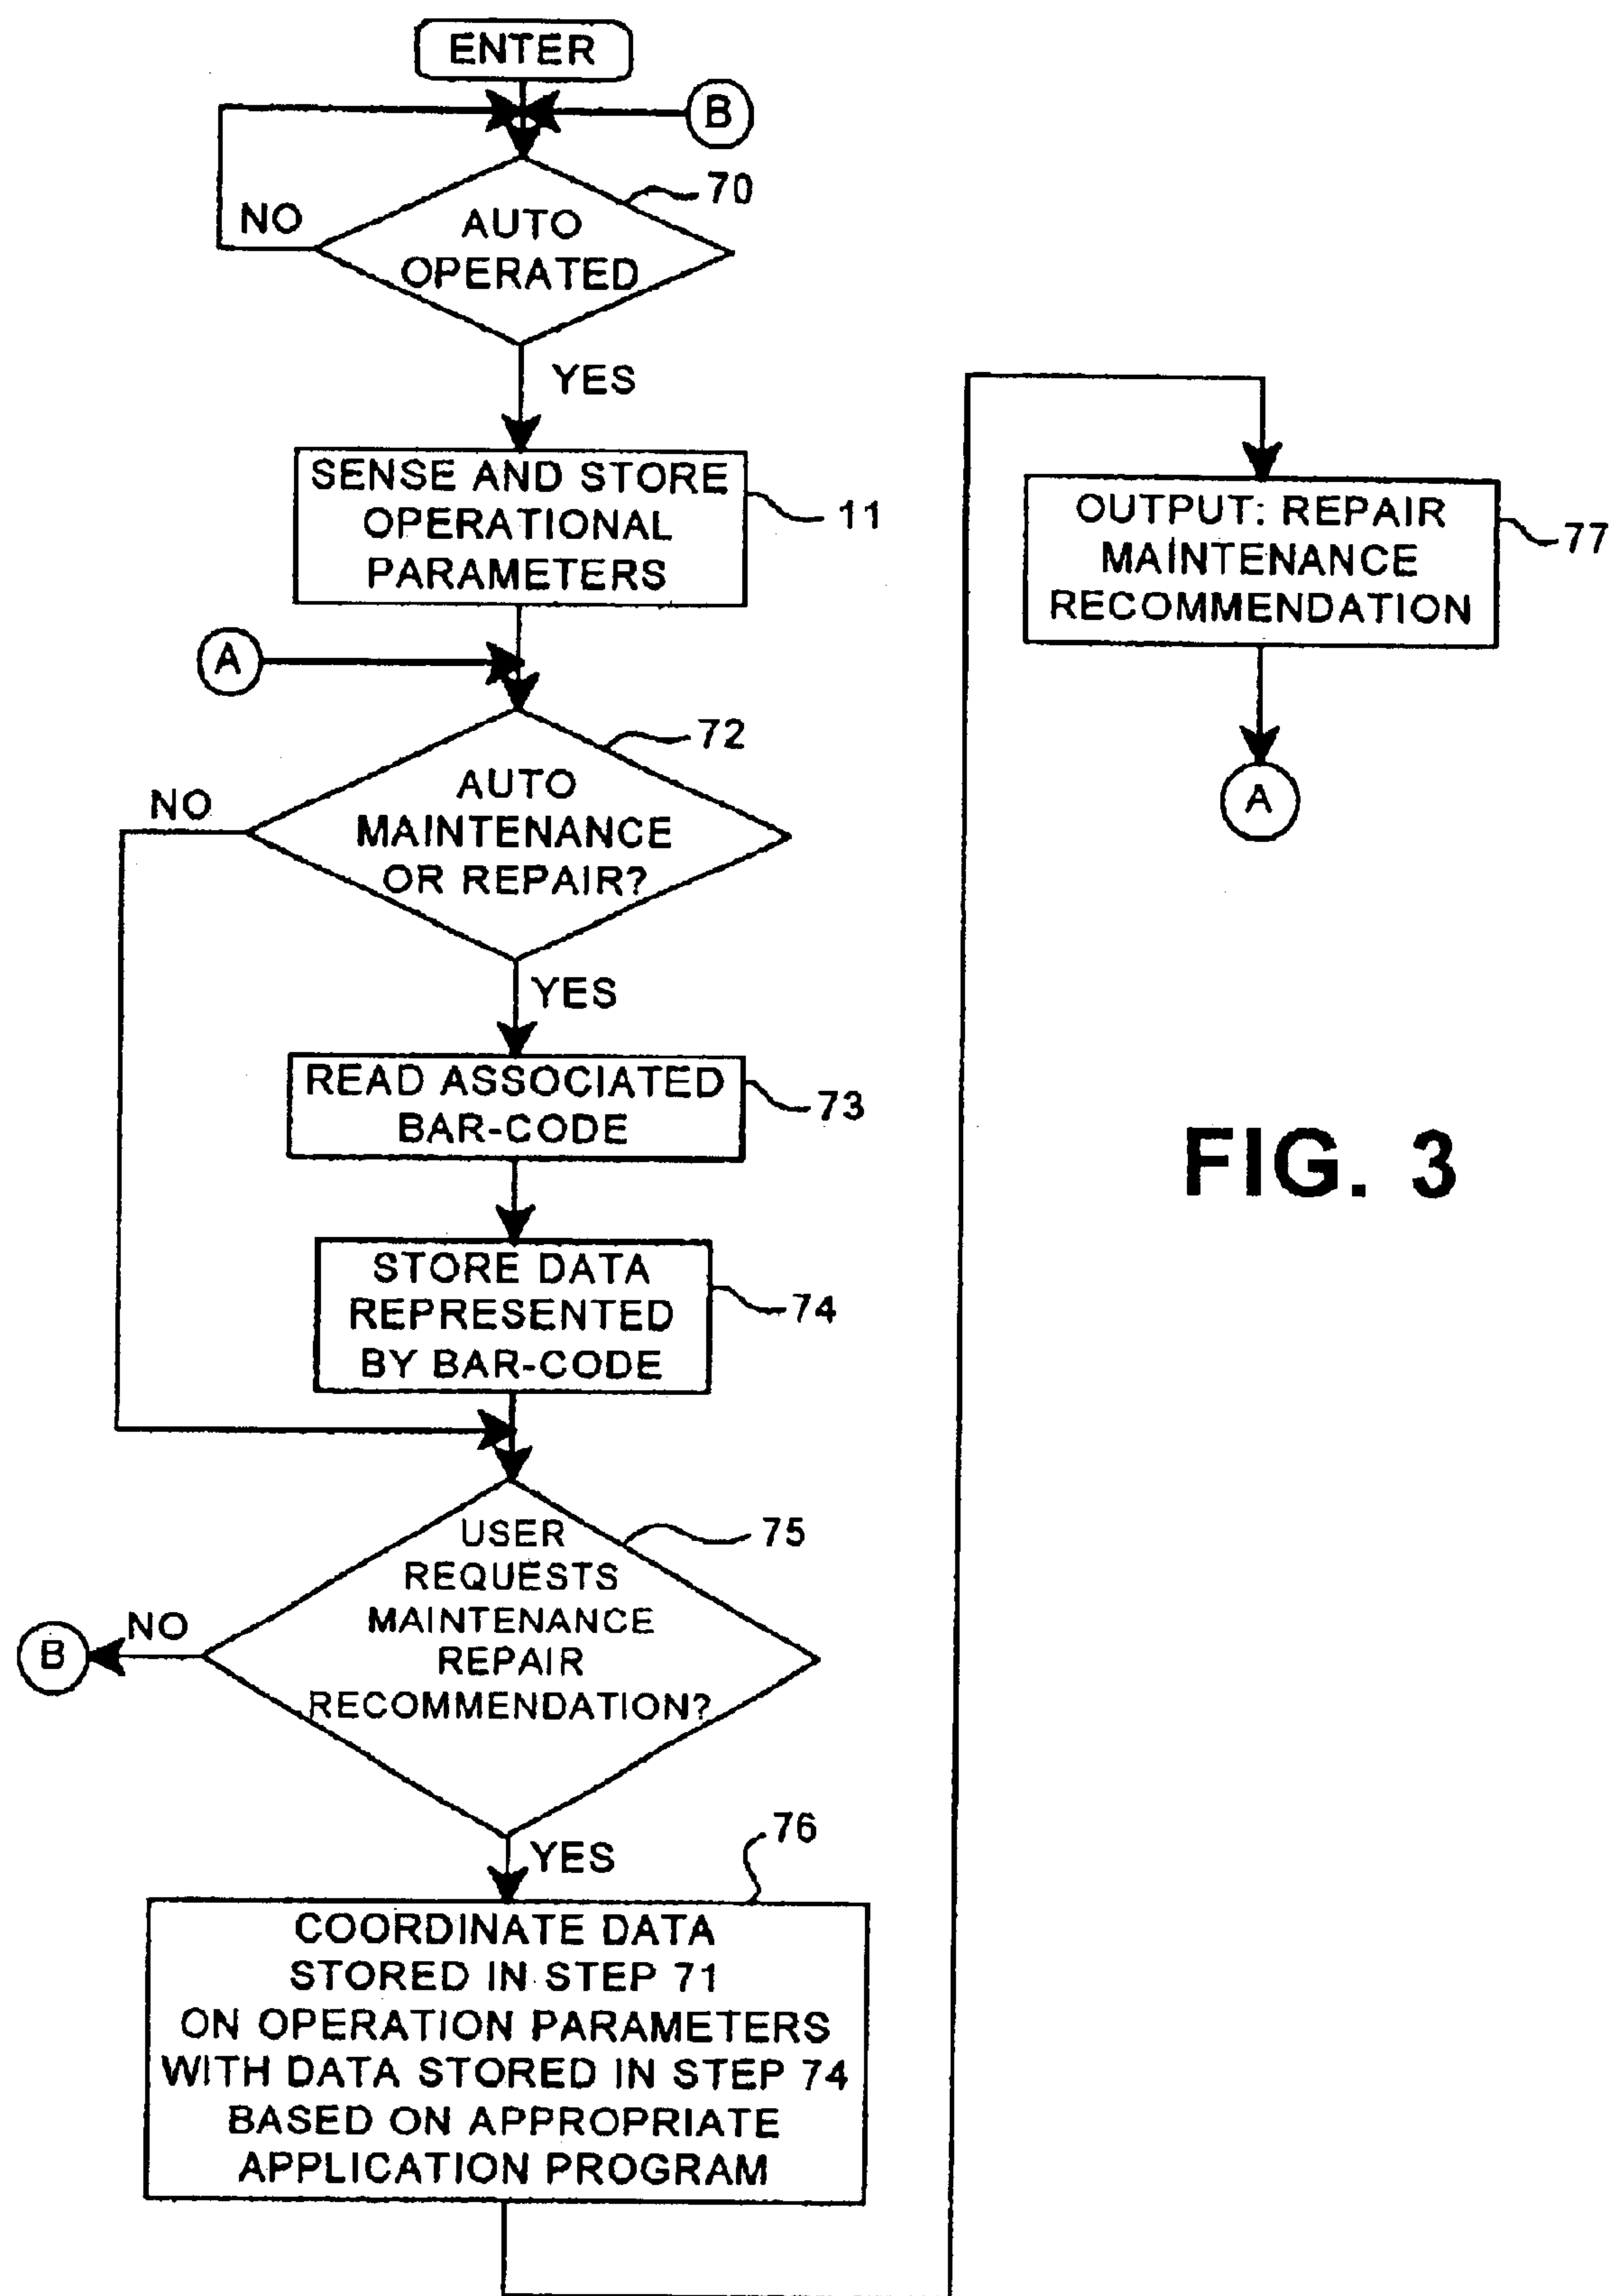 ENTER
B
70
NO
AUTO
OPERATED
YES
SENSE AND STORE
OPERATIONAL
PARAMETERS
11
A
72
NO
AUTO
MAINTENANCE
OR REPAIR?
YES
READ ASSOCIATED
BAR-CODE
73
STORE DATA
REPRESENTED
BY BAR-CODE
74
75
USER
REQUESTS
MAINTENANCE
REPAIR
RECOMMENDATION?
B
NO
YES
76
COORDINATE DATA
STORED IN STEP 71
ON OPERATION PARAMETERS
WITH DATA STORED IN STEP 74
BASED ON APPROPRIATE
APPLICATION PROGRAM
OUTPUT: REPAIR
MAINTENANCE
RECOMMENDATION
77
A
FIG. 3